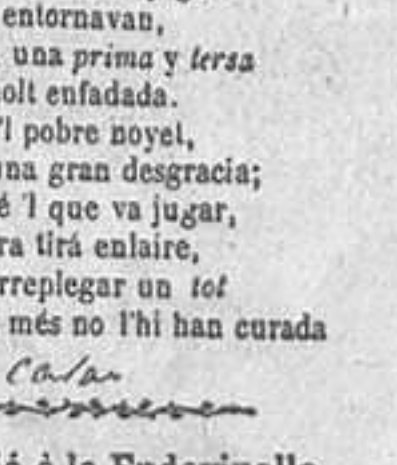 entornavan,
una prima y tersa
olt enfadada.
'l pobre noyet,
una gran desgracia;
é 'l que va jugar,
ra tirá enlaire,
rreplegar un tot
més no l'hi han curada